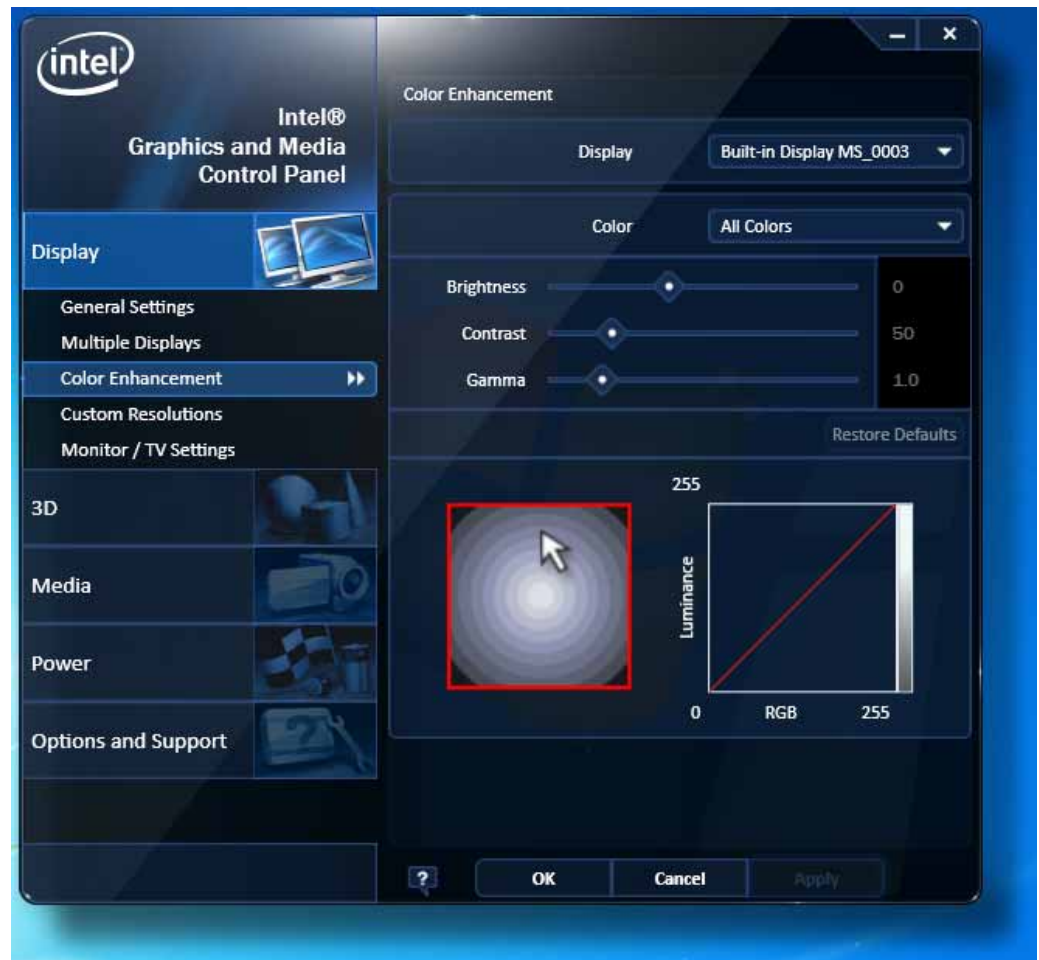 intel
Intel®
Graphics and Media
Control Panel
Display
General Settings
Multiple Displays
Color Enhancement
Custom Resolutions
Monitor / TV Settings
3D
Media
Power
Options and Support
Color Enhancement
Display Built-in Display MS_0003
Color All Colors
Brightness 0
Contrast 50
Gamma 1.0
Restore Defaults
255
Luminance
0 RGB 255
? OK Cancel Apply